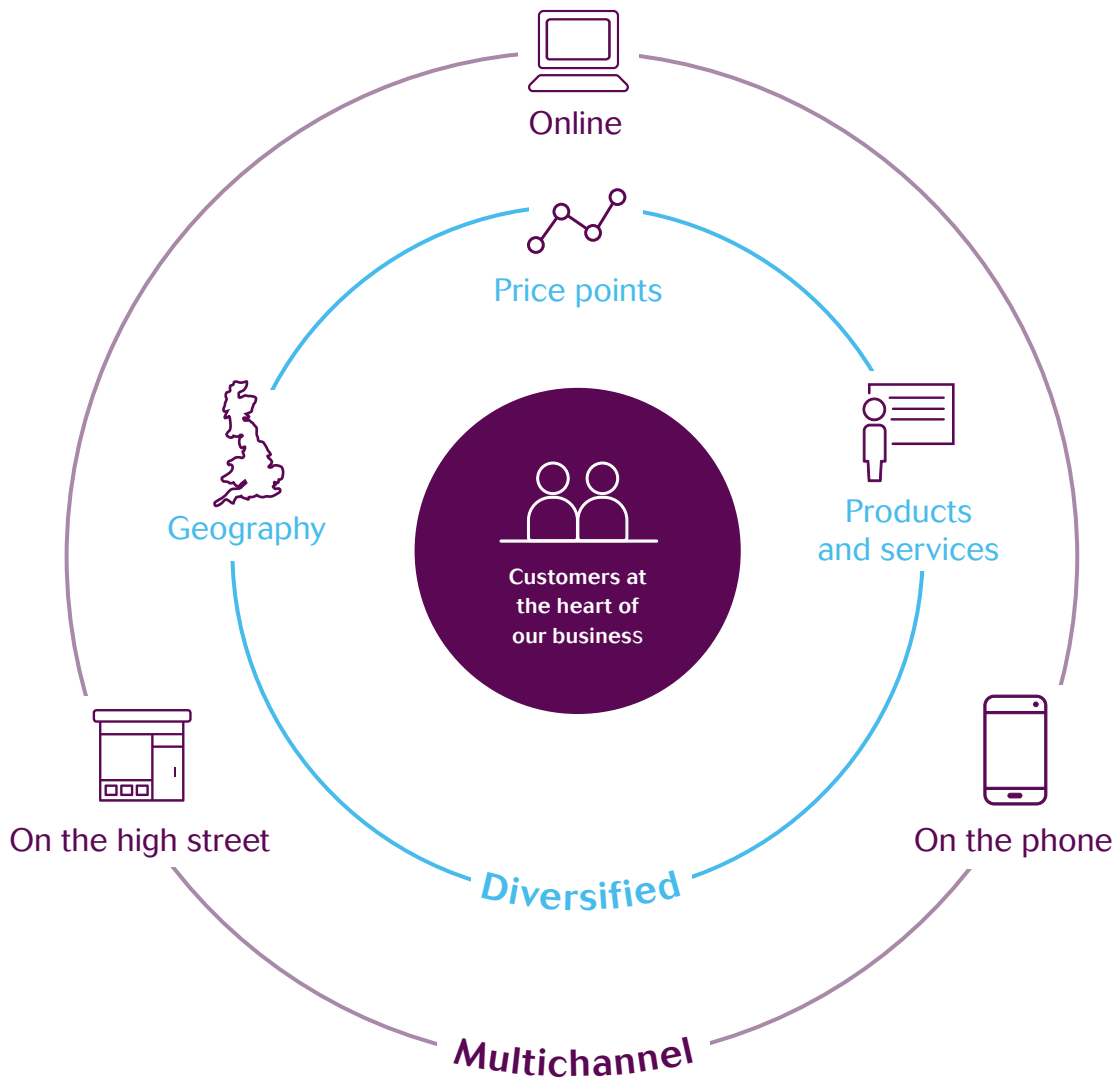 Online
Price points
Geography
Products
and services
Customers at
the heart of
our business
On the high street
On the phone
Diversified
Multichannel